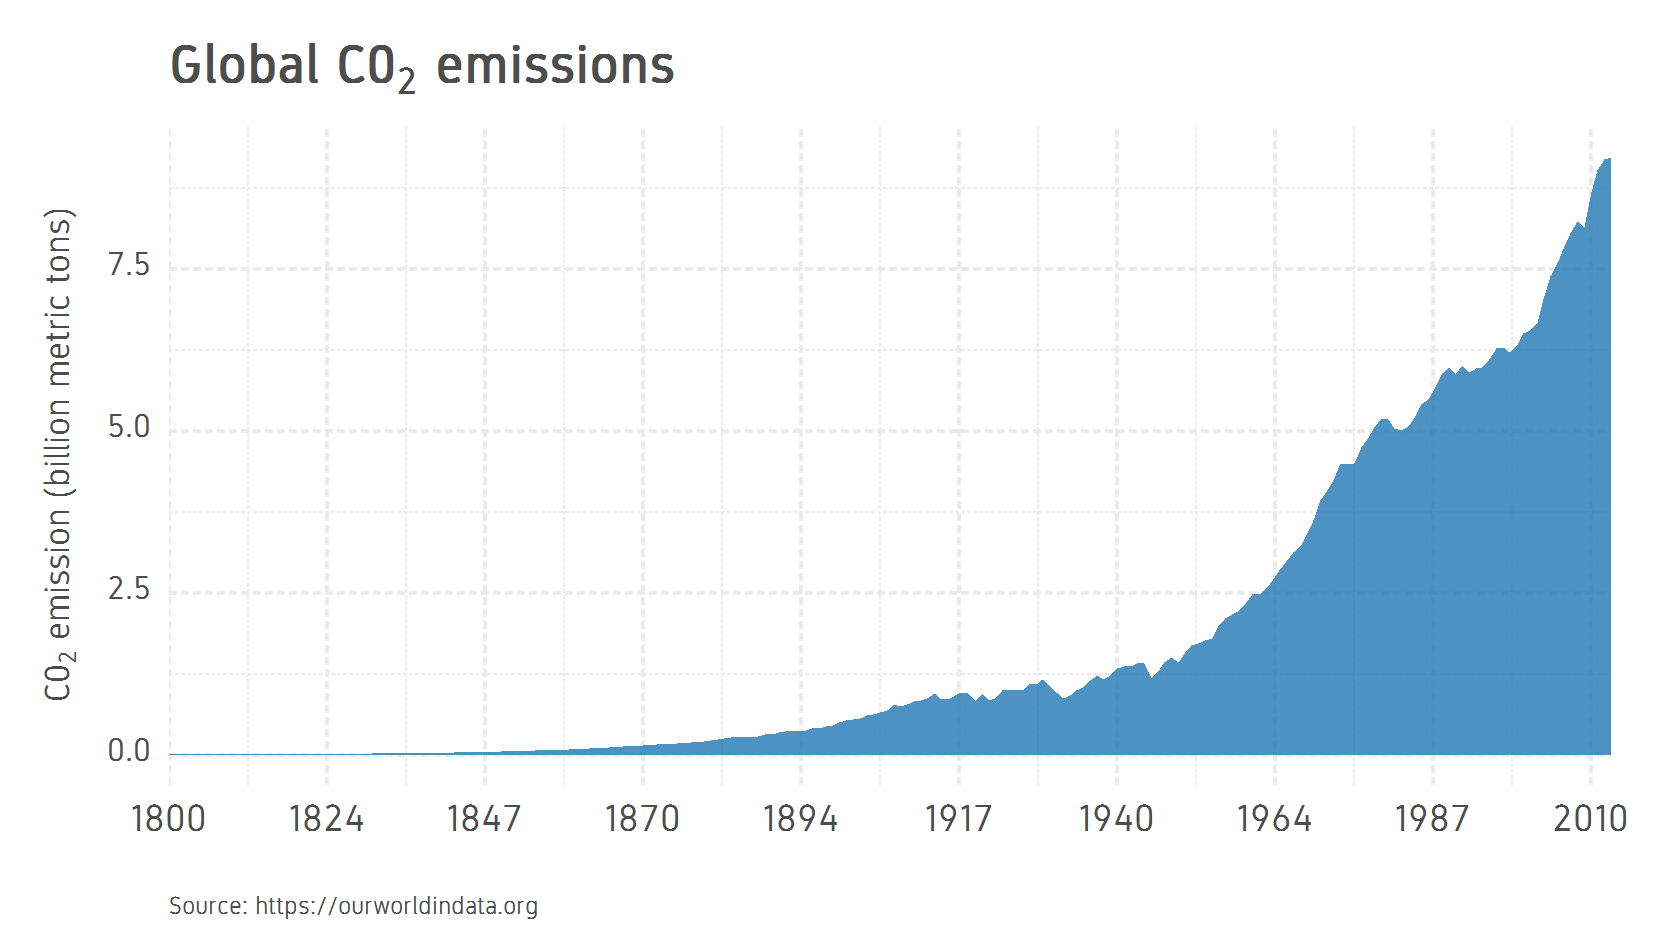 Global CO₂ emissions
CO₂ emission (billion metric tons)
7.5
5.0
2.5
0.0
1800 1824 1847 1870 1894 1917 1940 1964 1987 2010
Source: https://ourworldindata.org